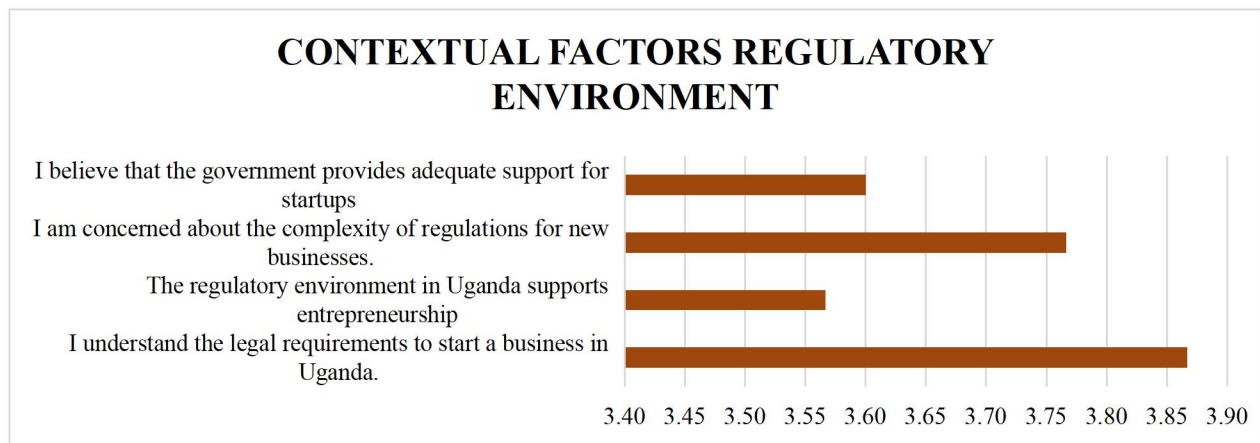 CONTEXTUAL FACTORS REGULATORY
ENVIRONMENT
I believe that the government provides adequate support for
startups
I am concerned about the complexity of regulations for new
businesses.
The regulatory environment in Uganda supports
entrepreneurship
I understand the legal requirements to start a business in
Uganda.
3.40 3.45 3.50 3.55 3.60 3.65 3.70 3.75 3.80 3.85 3.90